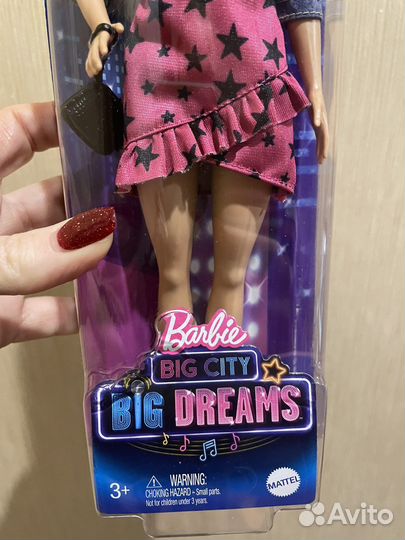 Barbie
BIG CITY
BIG DREAMS
3+
WARNING:
CHOKING HAZARD – Small parts.
Not for children under 3 years.
MATTEL
Avito